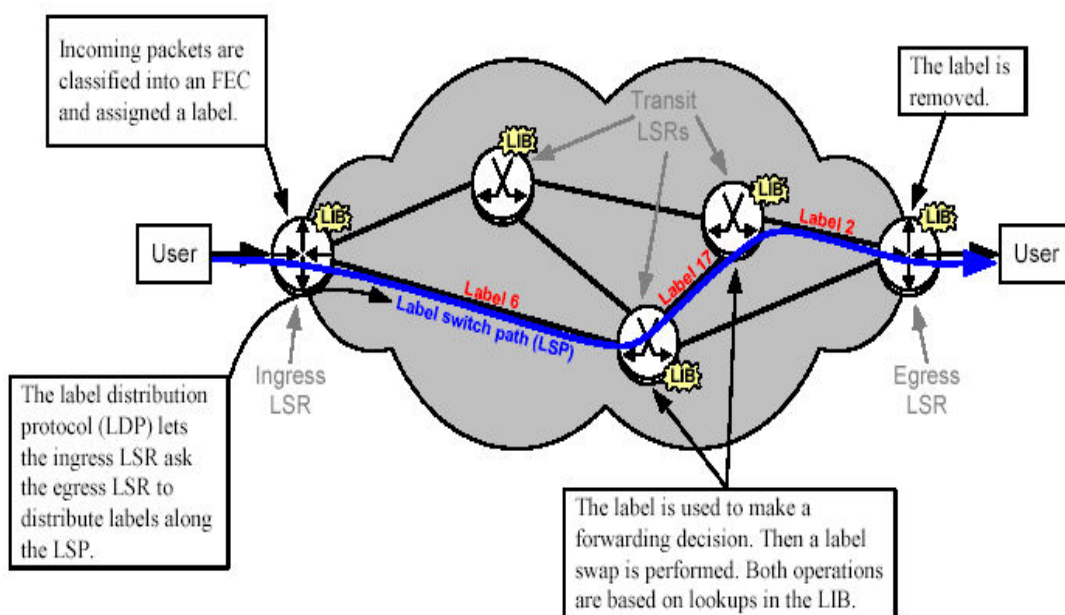 Incoming packets are
classified into an FEC
and assigned a label.
The label is
removed.
Transit
LSRs
LIB
LIB
LIB
LIB
LIB
User
User
Label 2
Label 17
Label 6
Label switch path (LSP)
Ingress
LSR
Egress
LSR
The label distribution
protocol (LDP) lets
the ingress LSR ask
the egress LSR to
distribute labels along
the LSP.
The label is used to make a
forwarding decision. Then a label
swap is performed. Both operations
are based on lookups in the LIB.